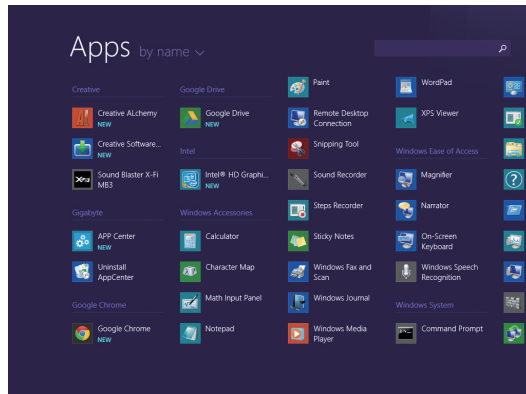 Apps by name
Creative
Creative ALchemy
NEW
Creative Software...
NEW
Sound Blaster X-Fi
MB3
Gigabyte
APP Center
NEW
Uninstall
AppCenter
Google Chrome
Google Chrome
NEW
Google Drive
Google Drive
NEW
Intel
Intel® HD Graphi...
NEW
Windows Accessories
Calculator
Character Map
Math Input Panel
Notepad
Paint
Remote Desktop
Connection
Snipping Tool
Sound Recorder
Steps Recorder
Sticky Notes
Windows Fax and
Scan
Windows Journal
Windows Media
Player
WordPad
XPS Viewer
Windows Ease of Access
Magnifier
Narrator
On-Screen
Keyboard
Windows Speech
Recognition
Windows System
Command Prompt